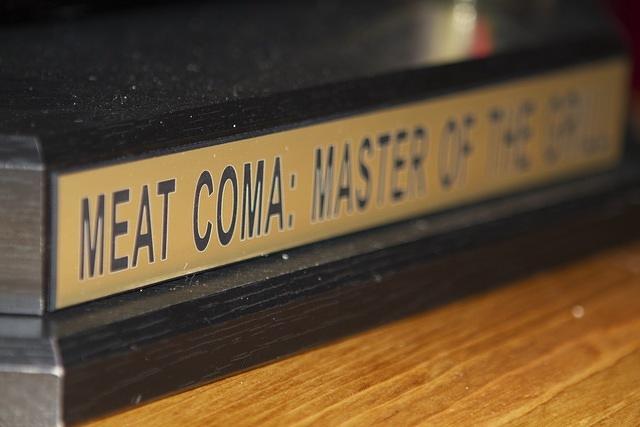 MEAT COMA: MASTER OF THE GRILL